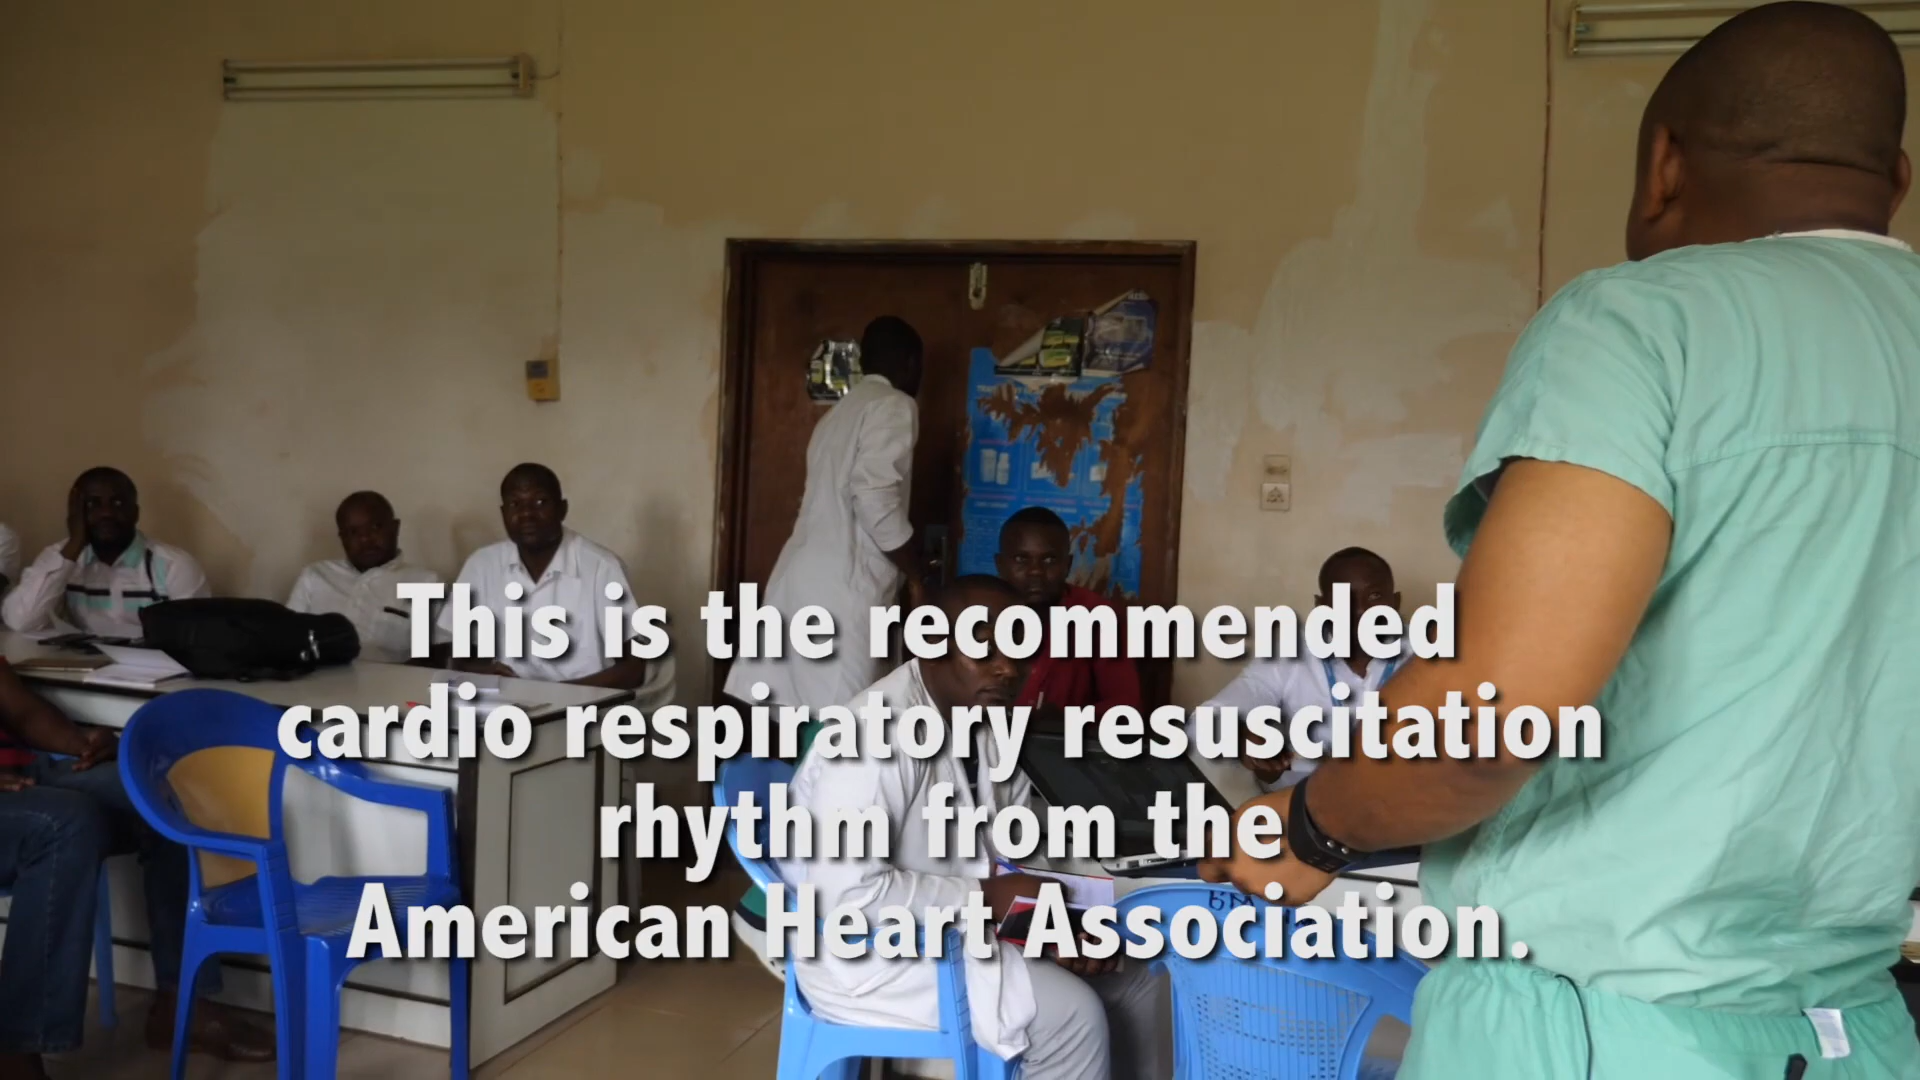 This is the recommended
cardio respiratory resuscitation
rhythm from the
American Heart Association.